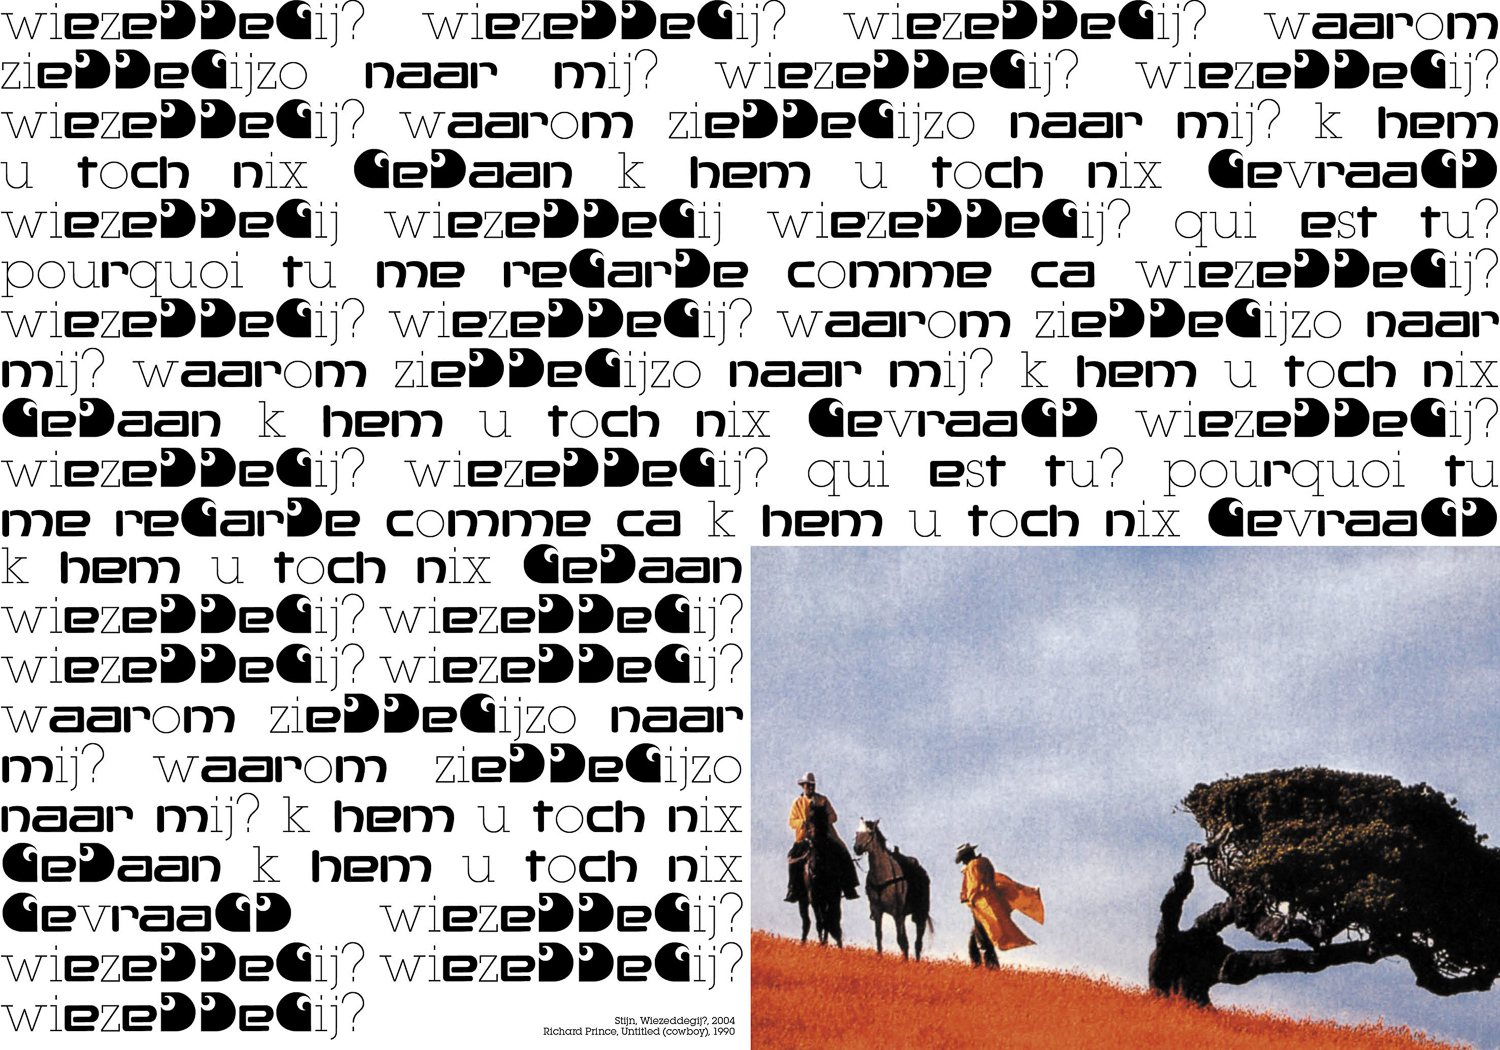 wiezeddegij? wiezeddegij? wiezeddegij? waarom
zieddegijzo naar mij? wiezeddegij? wiezeddegij?
wiezeddegij? waarom zieddegijzo naar mij? k hem
u toch nix gedaan k hem u toch nix gevraagd
wiezeddegij wiezeddegij wiezeddegij? qui est tu?
pourquoi tu me regarde comme ca wiezeddegij?
wiezeddegij? wiezeddegij? waarom zieddegijzo naar
mij? waarom zieddegijzo naar mij? k hem u toch nix
gedaan k hem u toch nix gevraagd wiezeddegij?
wiezeddegij? wiezeddegij? qui est tu? pourquoi tu
me regarde comme ca k hem u toch nix gevraagd
k hem u toch nix gedaan
wiezeddegij? wiezeddegij?
wiezeddegij? wiezeddegij?
waarom zieddegijzo naar
mij? waarom zieddegijzo
naar mij? k hem u toch nix
gedaan k hem u toch nix
gevraagd wiezeddegij?
wiezeddegij? wiezeddegij?
wiezeddegij?
Stijn, Wiezeddegij?, 2004
Richard Prince, Untitled (cowboy), 1990